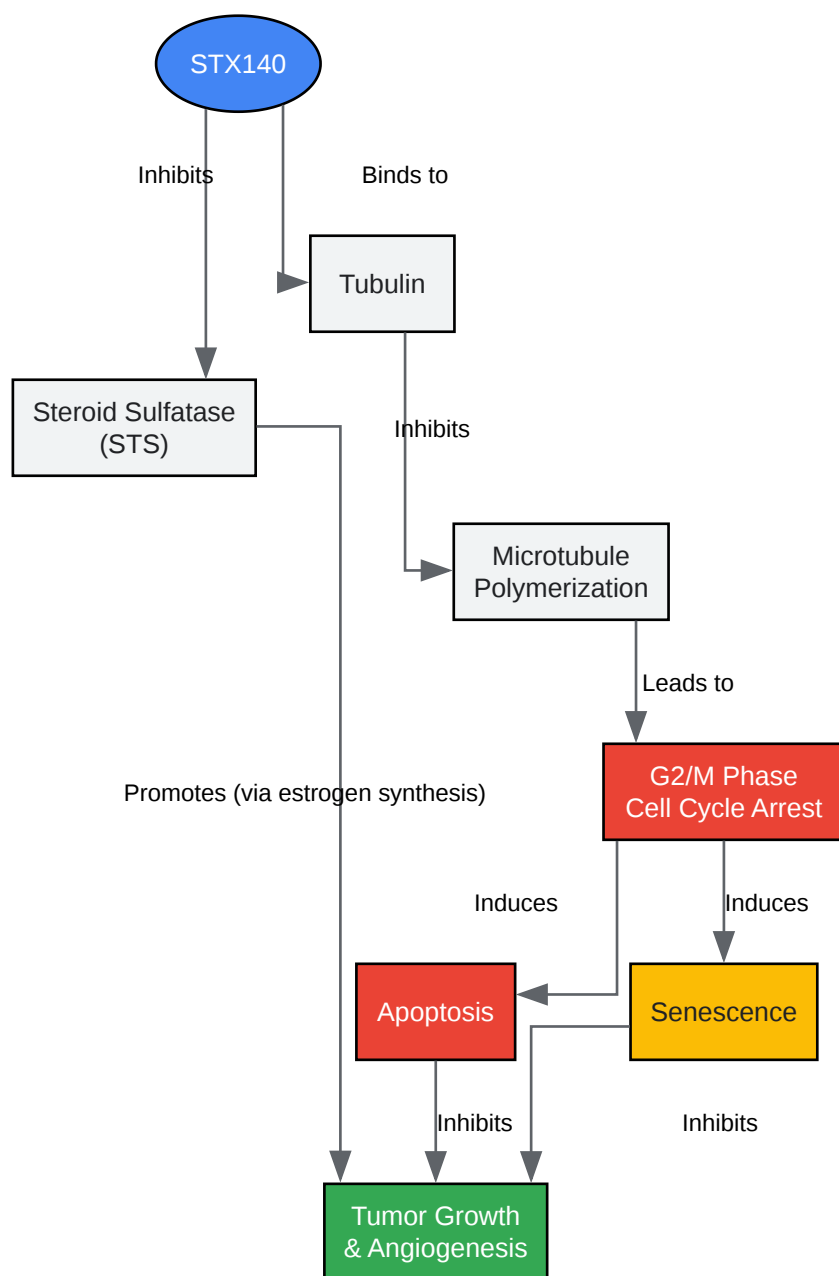 STX140
Inhibits
Binds to
Tubulin
Steroid Sulfatase
(STS)
Inhibits
Microtubule
Polymerization
Leads to
G2/M Phase
Cell Cycle Arrest
Promotes (via estrogen synthesis)
Induces
Induces
Apoptosis
Senescence
Inhibits
Inhibits
Tumor Growth
& Angiogenesis